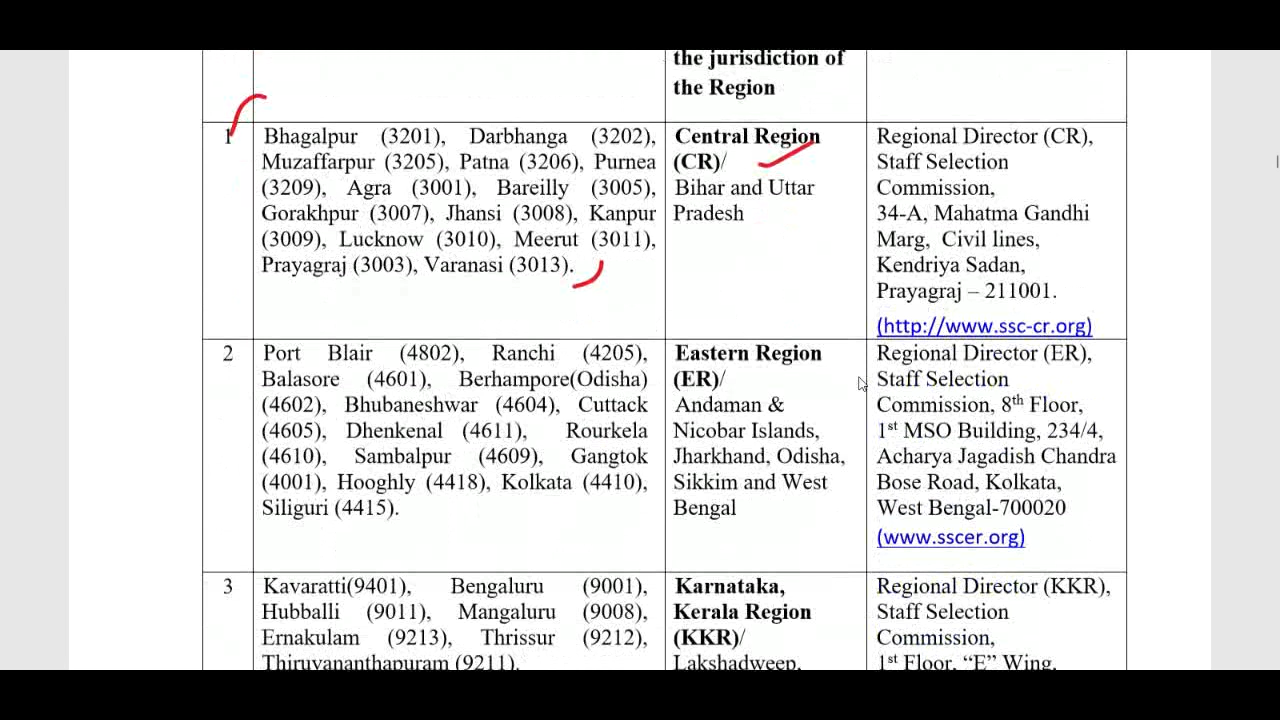 the jurisdiction of
the Region
1
Bhagalpur (3201), Darbhanga (3202),
Muzaffarpur (3205), Patna (3206), Purnea
(3209), Agra (3001), Bareilly (3005),
Gorakhpur (3007), Jhansi (3008), Kanpur
(3009), Lucknow (3010), Meerut (3011),
Prayagraj (3003), Varanasi (3013).
Central Region
(CR)/
Bihar and Uttar
Pradesh
Regional Director (CR),
Staff Selection
Commission,
34-A, Mahatma Gandhi
Marg, Civil lines,
Kendriya Sadan,
Prayagraj – 211001.
(http://www.ssc-cr.org)
2
Port Blair (4802), Ranchi (4205),
Balasore (4601), Berhampore(Odisha)
(4602), Bhubaneshwar (4604), Cuttack
(4605), Dhenkenal (4611), Rourkela
(4610), Sambalpur (4609), Gangtok
(4001), Hooghly (4418), Kolkata (4410),
Siliguri (4415).
Eastern Region
(ER)/
Andaman &
Nicobar Islands,
Jharkhand, Odisha,
Sikkim and West
Bengal
Regional Director (ER),
Staff Selection
Commission, 8th Floor,
1st MSO Building, 234/4,
Acharya Jagadish Chandra
Bose Road, Kolkata,
West Bengal-700020
(www.sscer.org)
3
Kavaratti(9401), Bengaluru (9001),
Hubballi (9011), Mangaluru (9008),
Ernakulam (9213), Thrissur (9212),
Thiruvananthapuram (9211).
Karnataka,
Kerala Region
(KKR)/
Lakshadweep,
Regional Director (KKR),
Staff Selection
Commission,
1st Floor, “E” Wing,